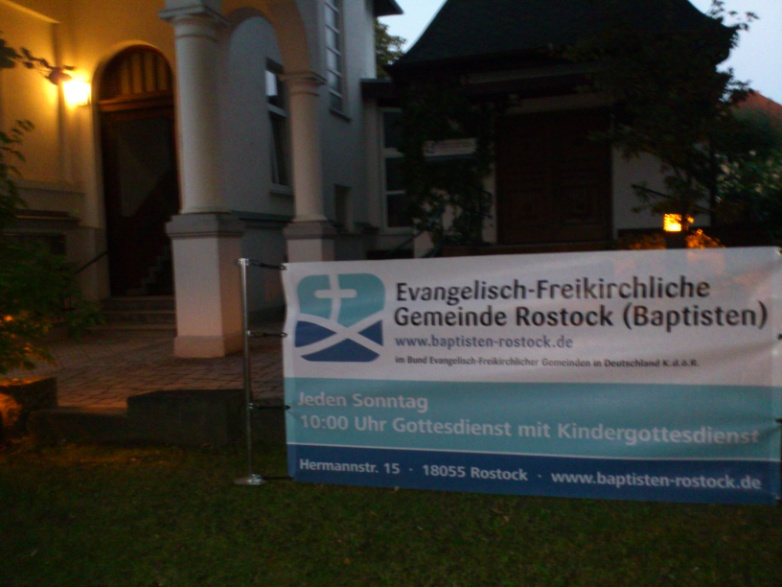 Evangelisch-Freikirchliche
Gemeinde Rostock (Baptisten)
www.baptisten-rostock.de
im Bund Evangelisch-Freikirchlicher Gemeinden in Deutschland K.d.ö.R.
Jeden Sonntag
10:00 Uhr Gottesdienst mit Kindergottesdienst
Hermannstr. 15 · 18055 Rostock · www.baptisten-rostock.de